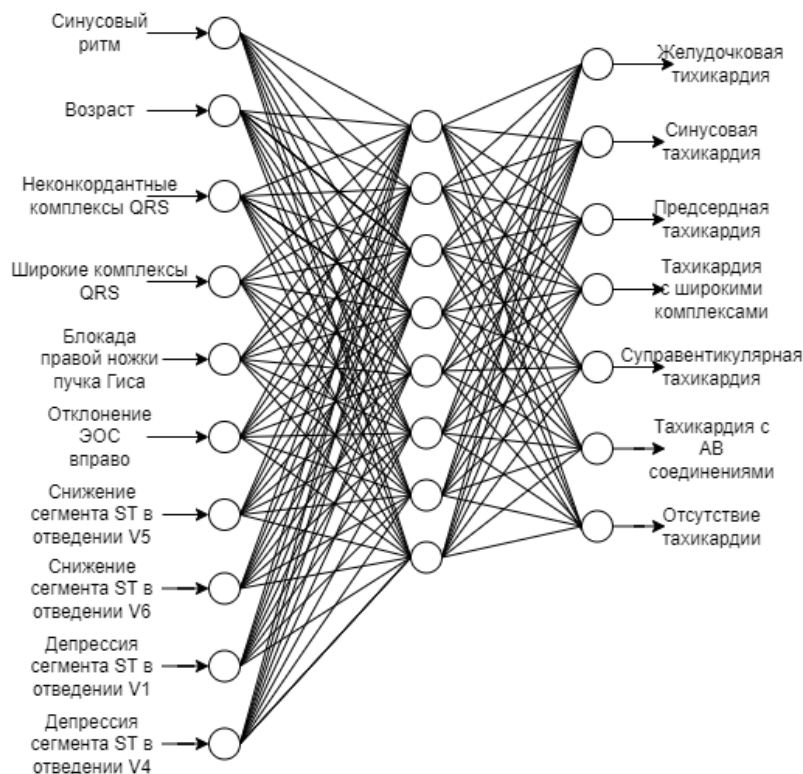 Синусовый
ритм
Возраст
Неконкордантные
комплексы QRS
Широкие комплексы
QRS
Блокада
правой ножки
пучка Гиса
Отклонение
ЭОС
вправо
Снижение
сегмента ST в
отведении V5
Снижение
сегмента ST в
отведении V6
Депрессия
сегмента ST в
отведении V1
Депрессия
сегмента ST в
отведении V4
Желудочковая
тихикардия
Синусовая
тахикардия
Предсердная
тахикардия
Тахикардия
с широкими
комплексами
Суправентикулярная
тахикардия
Тахикардия с
АВ
соединениями
Отсутствие
тахикардии